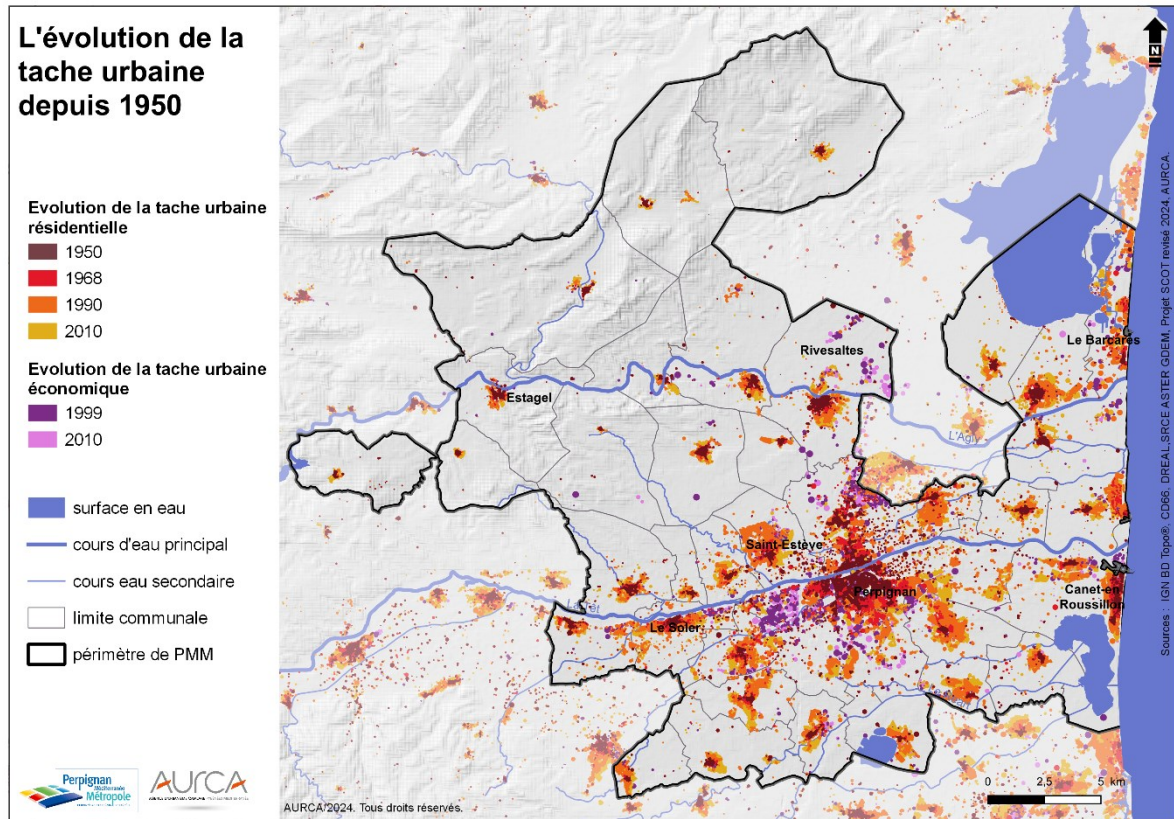 L'évolution de la
tache urbaine
depuis 1950
Evolution de la tache urbaine
résidentielle
1950
1968
1990
2010
Evolution de la tache urbaine
économique
1999
2010
surface en eau
cours d'eau principal
cours eau secondaire
limite communale
périmètre de PMM
Perpignan
Méditerranée
Métropole
AURCA
N
Rivesaltes
Le Barcarès
Estagel
L'Agly
Saint-Estève
Perpignan
Canet-en
Roussillon
Le Soler
0 2,5 5 km
AURCA/2024. Tous droits réservés.
Sources : IGN BD Topo®, CD66, DREAL,SRCE ASTER GDEM, Projet SCOT revisé 2024, AURCA.